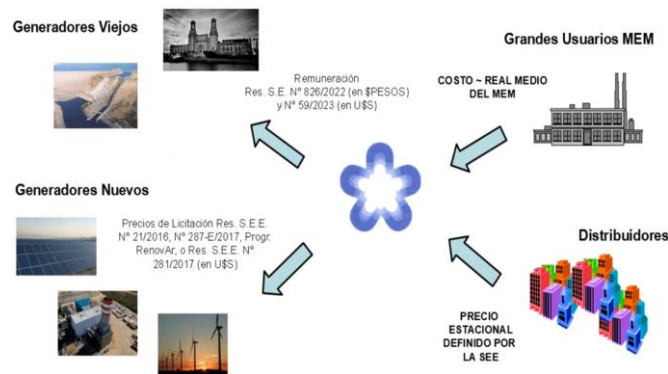 Generadores Viejos
Remuneración
Res. S.E. N° 826/2022 (en $PESOS)
y N° 59/2023 (en U$S)
Grandes Usuarios MEM
COSTO ~ REAL MEDIO
DEL MEM
Generadores Nuevos
Precios de Licitación Res. S.E.E.
N° 21/2016, N° 287-E/2017, Progr.
RenovAr, o Res. S.E.E. N°
281/2017 (en U$S)
Distribuidores
PRECIO
ESTACIONAL
DEFINIDO POR
LA SEE